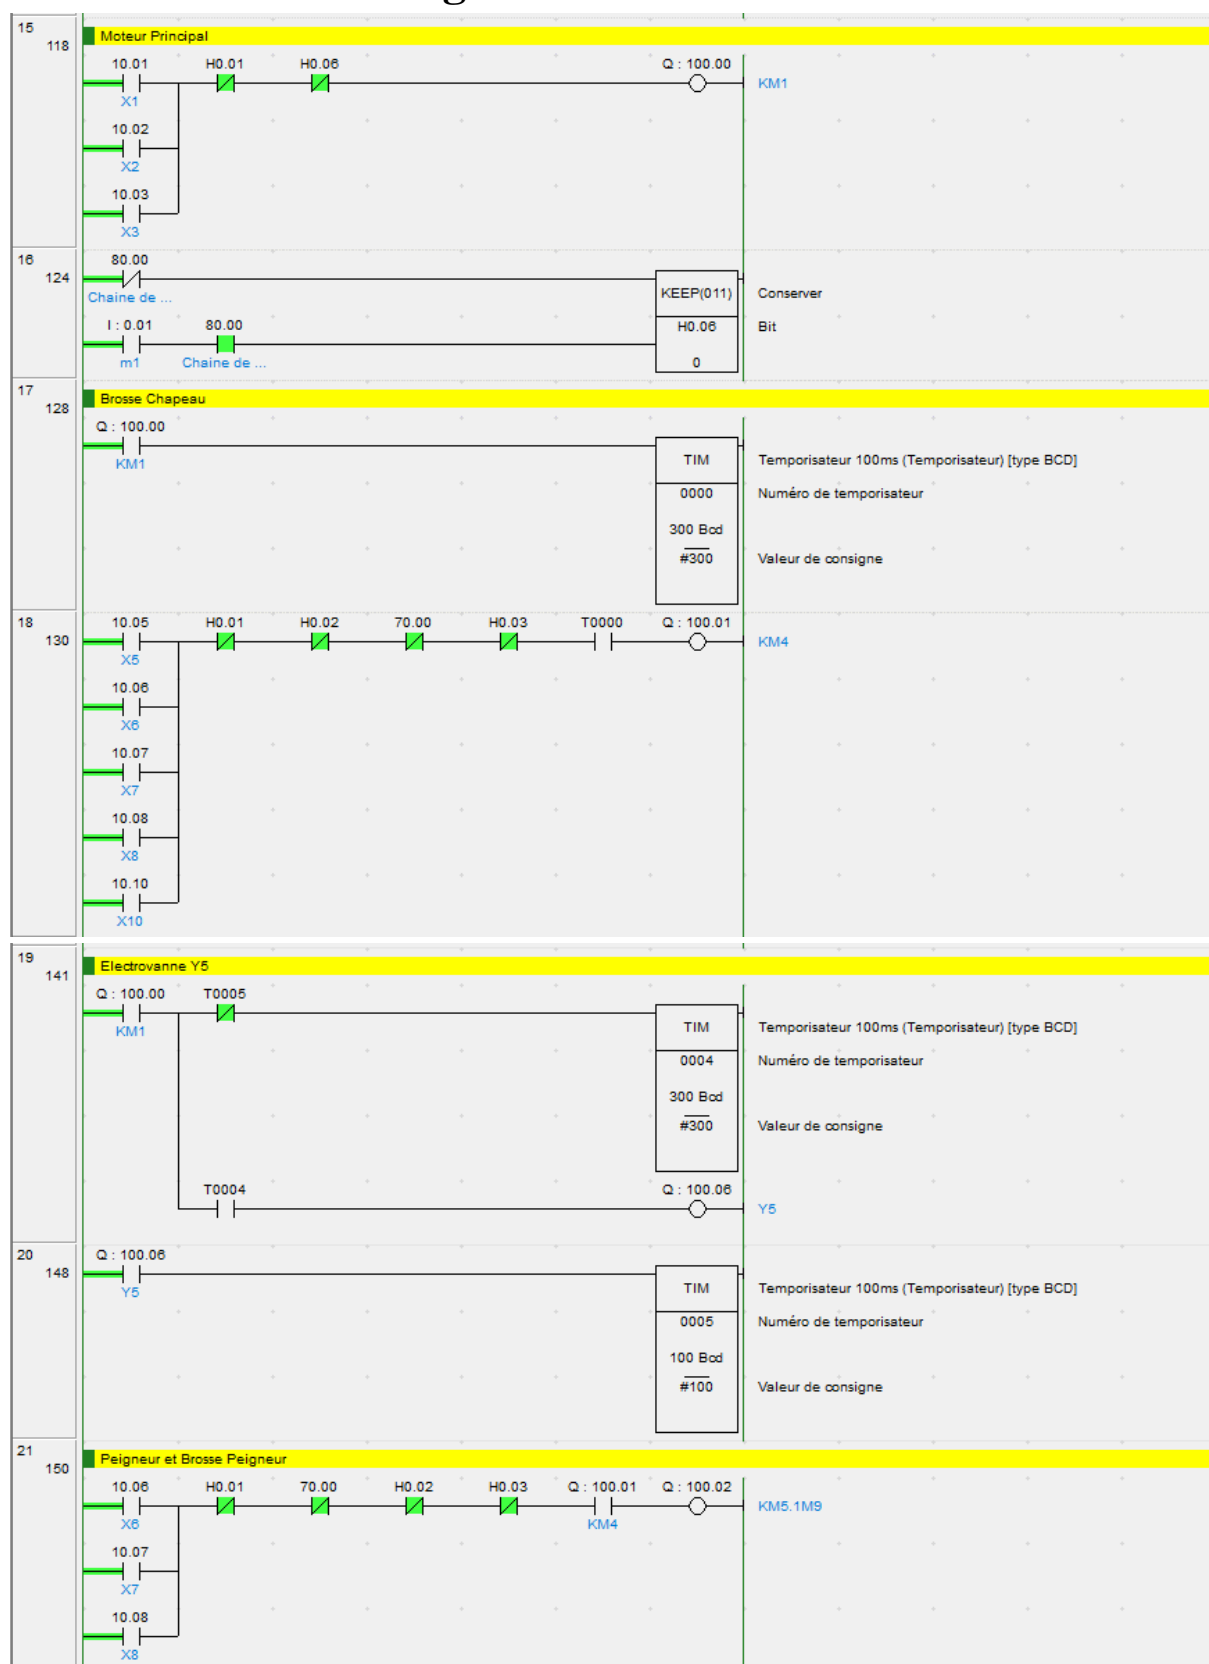 15
118
Moteur Principal
10.01 H0.01 H0.06 Q : 100.00
KM1
X1
10.02
X2
10.03
X3
16
124
80.00
Chaine de ...
KEEP(011) Conserver
I : 0.01 80.00 H0.06 Bit
m1 Chaine de ... 0
17
128
Brosse Chapeau
Q : 100.00
KM1
TIM Temporisateur 100ms (Temporisateur) [type BCD]
0000 Numéro de temporisateur
300 Bcd
#300 Valeur de consigne
18
130
10.05 H0.01 H0.02 70.00 H0.03 T0000 Q : 100.01
KM4
X5
10.06
X6
10.07
X7
10.08
X8
10.10
X10
19
141
Electrovanne Y5
Q : 100.00 T0005
KM1
TIM Temporisateur 100ms (Temporisateur) [type BCD]
0004 Numéro de temporisateur
300 Bcd
#300 Valeur de consigne
T0004 Q : 100.06
Y5
20
148
Q : 100.06
Y5
TIM Temporisateur 100ms (Temporisateur) [type BCD]
0005 Numéro de temporisateur
100 Bcd
#100 Valeur de consigne
21
150
Peigneur et Brosse Peigneur
10.06 H0.01 70.00 H0.02 H0.03 Q : 100.01 Q : 100.02
KM5.1M9
X6 KM4
10.07
X7
10.08
X8